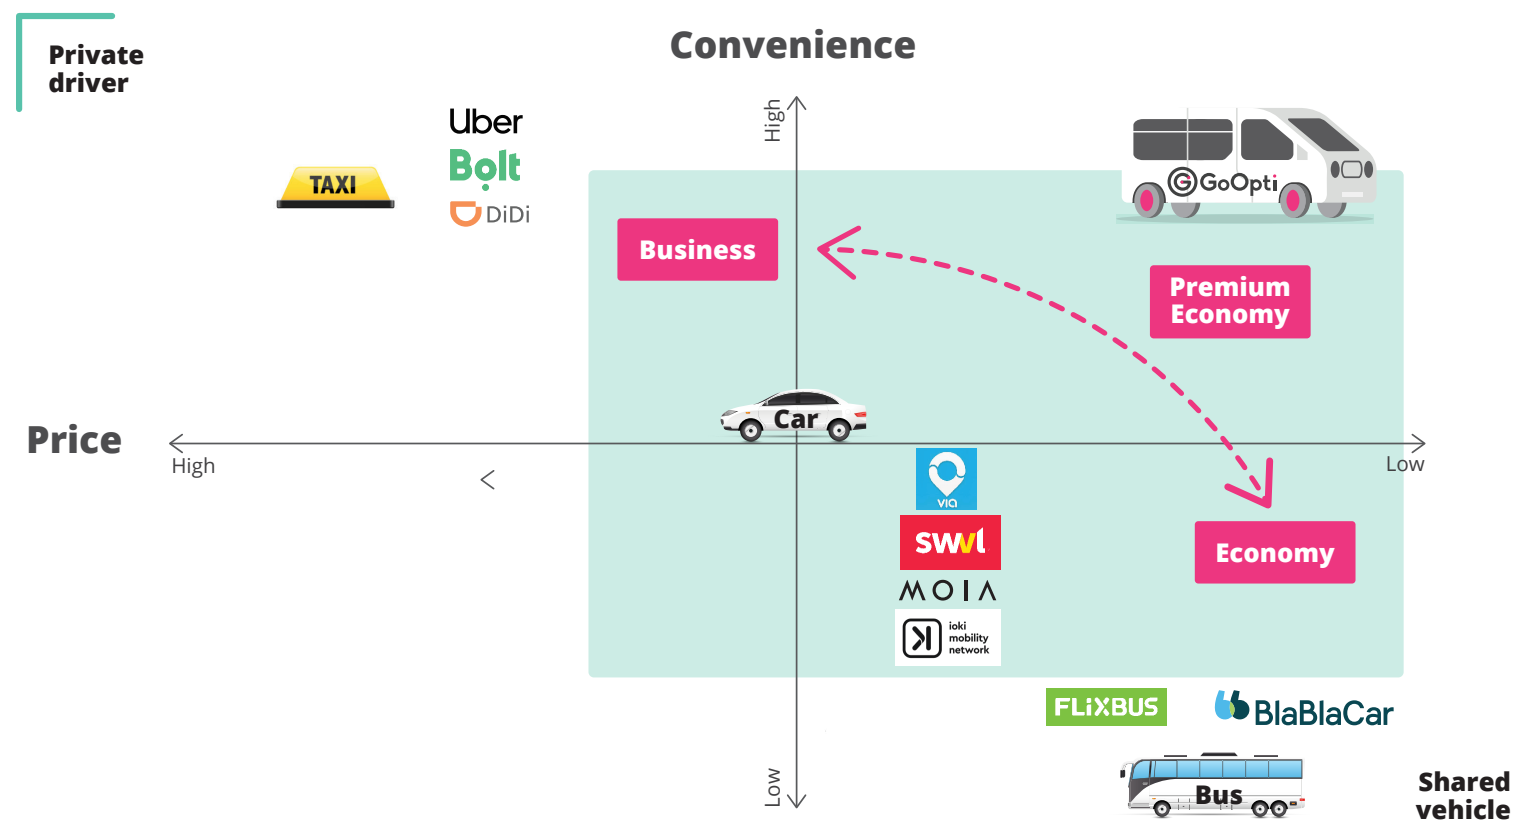 Convenience
Private
driver
High
Uber
Bolt
DiDi
TAXI
GoOpti
Business
Premium
Economy
Car
Price
High
Low
<
via
swvl
MOIA
ioki
mobility
network
Economy
FLiXBUS
BlaBlaCar
Bus
Low
Shared
vehicle